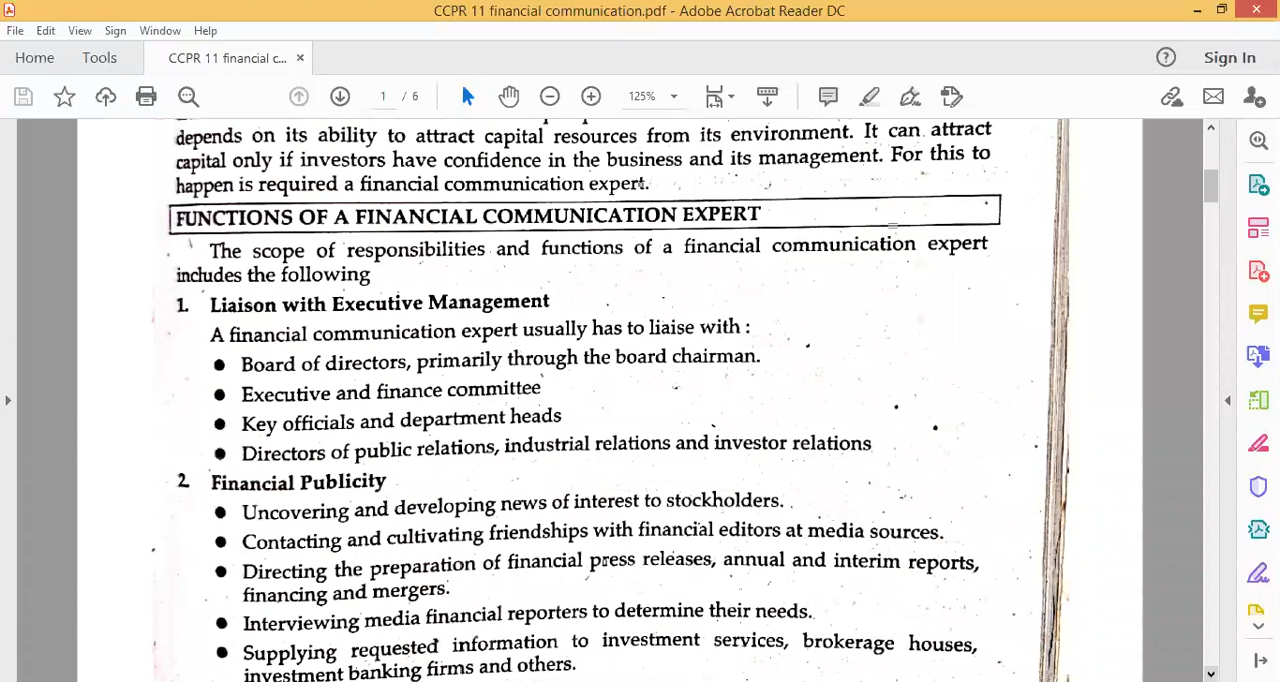 CCPR 11 financial communication.pdf - Adobe Acrobat Reader DC
File Edit View Sign Window Help
Home Tools CCPR 11 financial c... × Sign In
1 / 6 125%
depends on its ability to attract capital resources from its environment. It can attract
capital only if investors have confidence in the business and its management. For this to
happen is required a financial communication expert.
FUNCTIONS OF A FINANCIAL COMMUNICATION EXPERT
The scope of responsibilities and functions of a financial communication expert
includes the following
1. Liaison with Executive Management
A financial communication expert usually has to liaise with :
● Board of directors, primarily through the board chairman.
● Executive and finance committee
● Key officials and department heads
● Directors of public relations, industrial relations and investor relations
2. Financial Publicity
● Uncovering and developing news of interest to stockholders.
● Contacting and cultivating friendships with financial editors at media sources.
● Directing the preparation of financial press releases, annual and interim reports,
financing and mergers.
● Interviewing media financial reporters to determine their needs.
● Supplying requested information to investment services, brokerage houses,
investment banking firms and others.